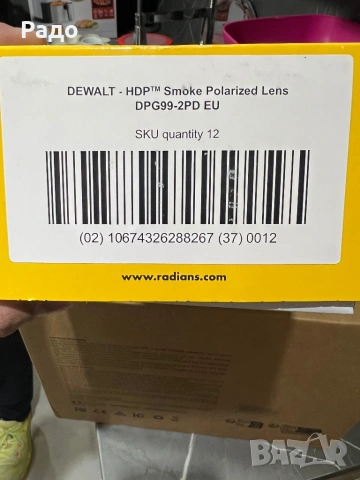 Радо
DEWALT - HDP™ Smoke Polarized Lens
DPG99-2PD EU
SKU quantity 12
(02) 10674326288267 (37) 0012
www.radians.com
BAZAR